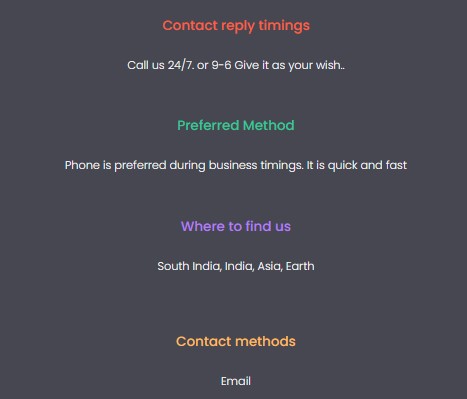 Contact reply timings
Call us 24/7. or 9-6 Give it as your wish..
Preferred Method
Phone is preferred during business timings. It is quick and fast
Where to find us
South India, India, Asia, Earth
Contact methods
Email